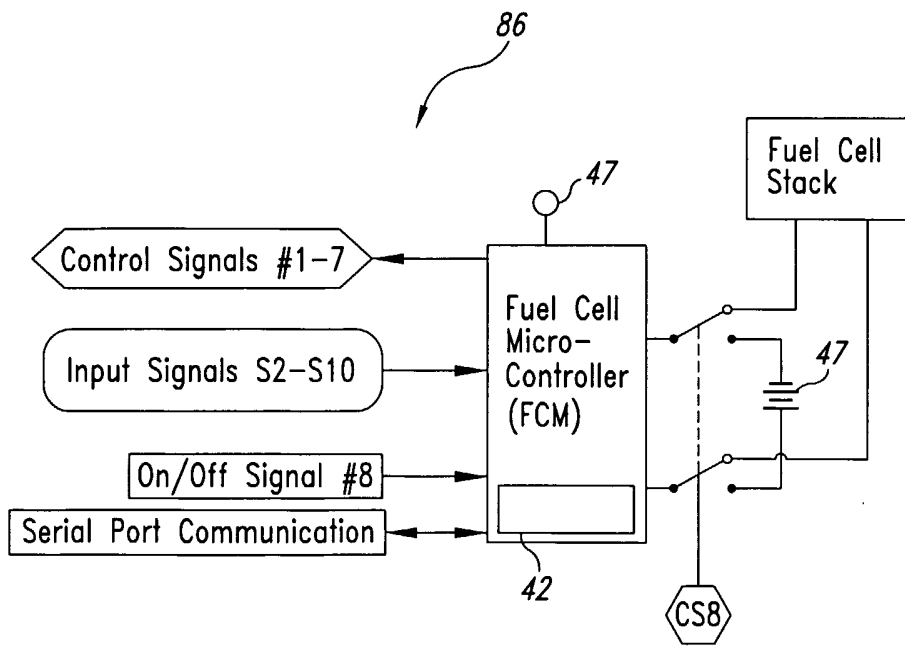 86
Fuel Cell
Stack
47
Control Signals #1-7
Fuel Cell
Micro-
Controller
(FCM)
Input Signals S2-S10
47
On/Off Signal #8
Serial Port Communication
42
CS8